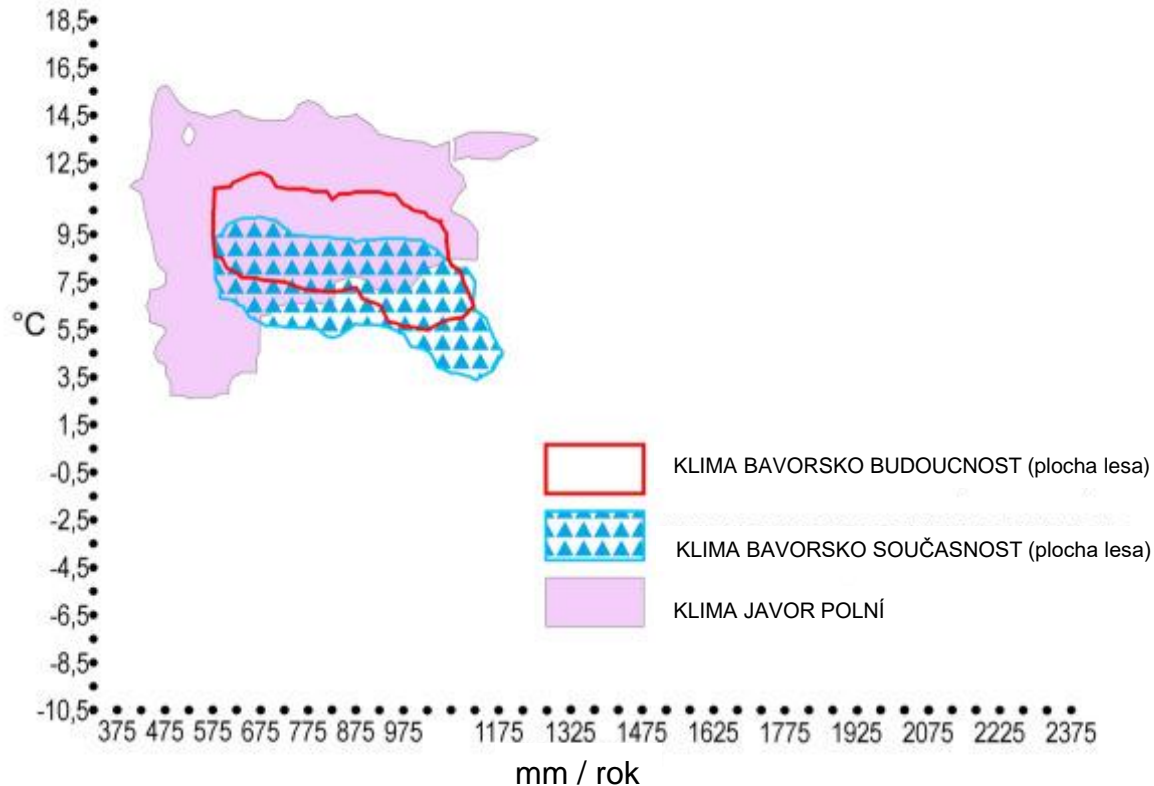 18,5
16,5
14,5
12,5
9,5
7,5
°C
5,5
3,5
1,5
-0,5
-2,5
-4,5
-6,5
-8,5
-10,5
KLIMA BAVORSKO BUDOUCNOST (plocha lesa)
KLIMA BAVORSKO SOUČASNOST (plocha lesa)
KLIMA JAVOR POLNÍ
375 475 575 675 775 875 975 1175 1325 1475 1625 1775 1925 2075 2225 2375
mm / rok